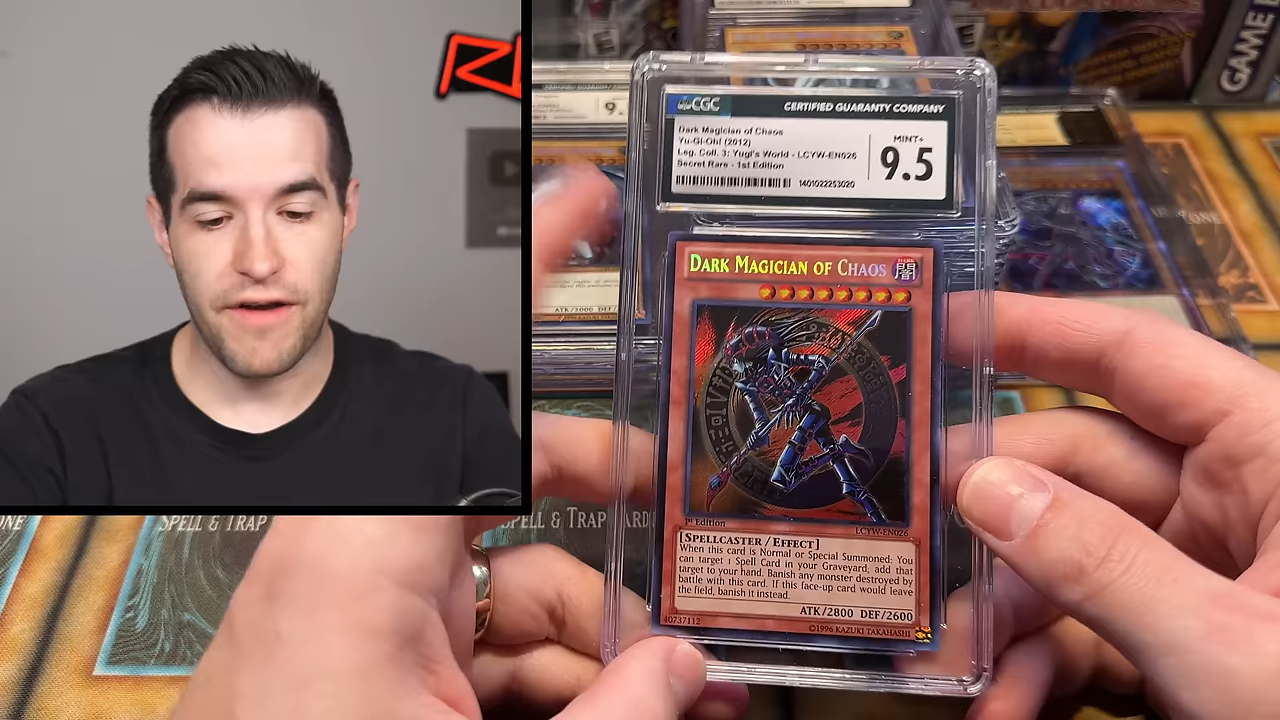 GAME
CGC
CERTIFIED GUARANTY COMPANY
Dark Magician of Chaos
Yu-Gi-Oh! (2012)
Leg. Coll. 3: Yugi's World - LCYW-EN026
Secret Rare - 1st Edition
1401022253020
MINT+
9.5
DARK MAGICIAN OF CHAOS
闇
1st Edition
LCYW-EN026
[SPELLCASTER / EFFECT]
When this card is Normal or Special Summoned: You
can target 1 Spell Card in your Graveyard, add that
target to your hand. Banish any monster destroyed by
battle with this card. If this face-up card would leave
the field, banish it instead.
ATK/2800 DEF/2600
40737112
©1996 KAZUKI TAKAHASHI
ATK/3000 DEF/
SPELL & TRAP
SPELL & TRAP CARD
ZONE